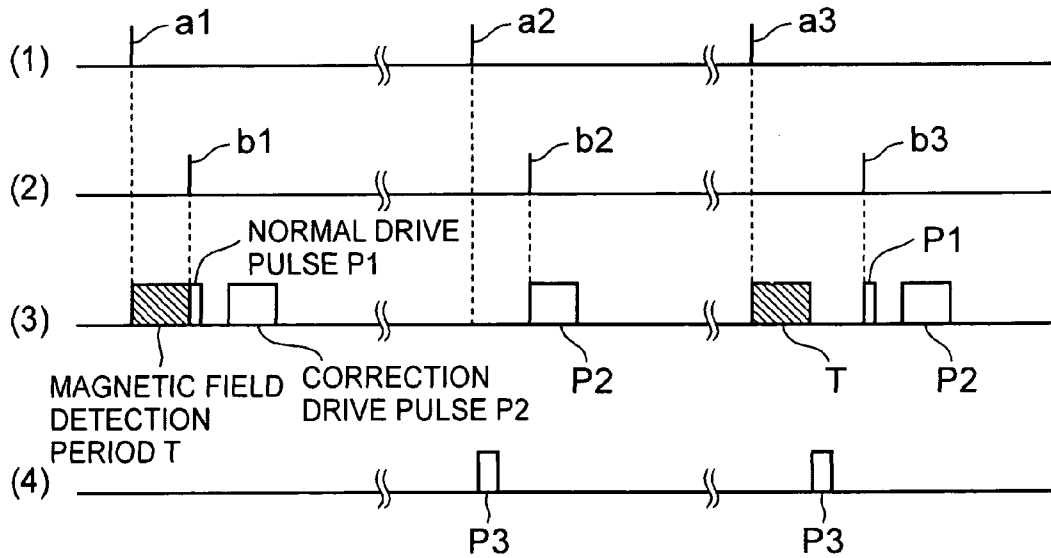 (1)
a1
a2
a3
(2)
b1
b2
b3
NORMAL DRIVE
PULSE P1
P1
(3)
MAGNETIC FIELD
DETECTION
PERIOD T
CORRECTION
DRIVE PULSE P2
P2
T
P2
(4)
P3
P3